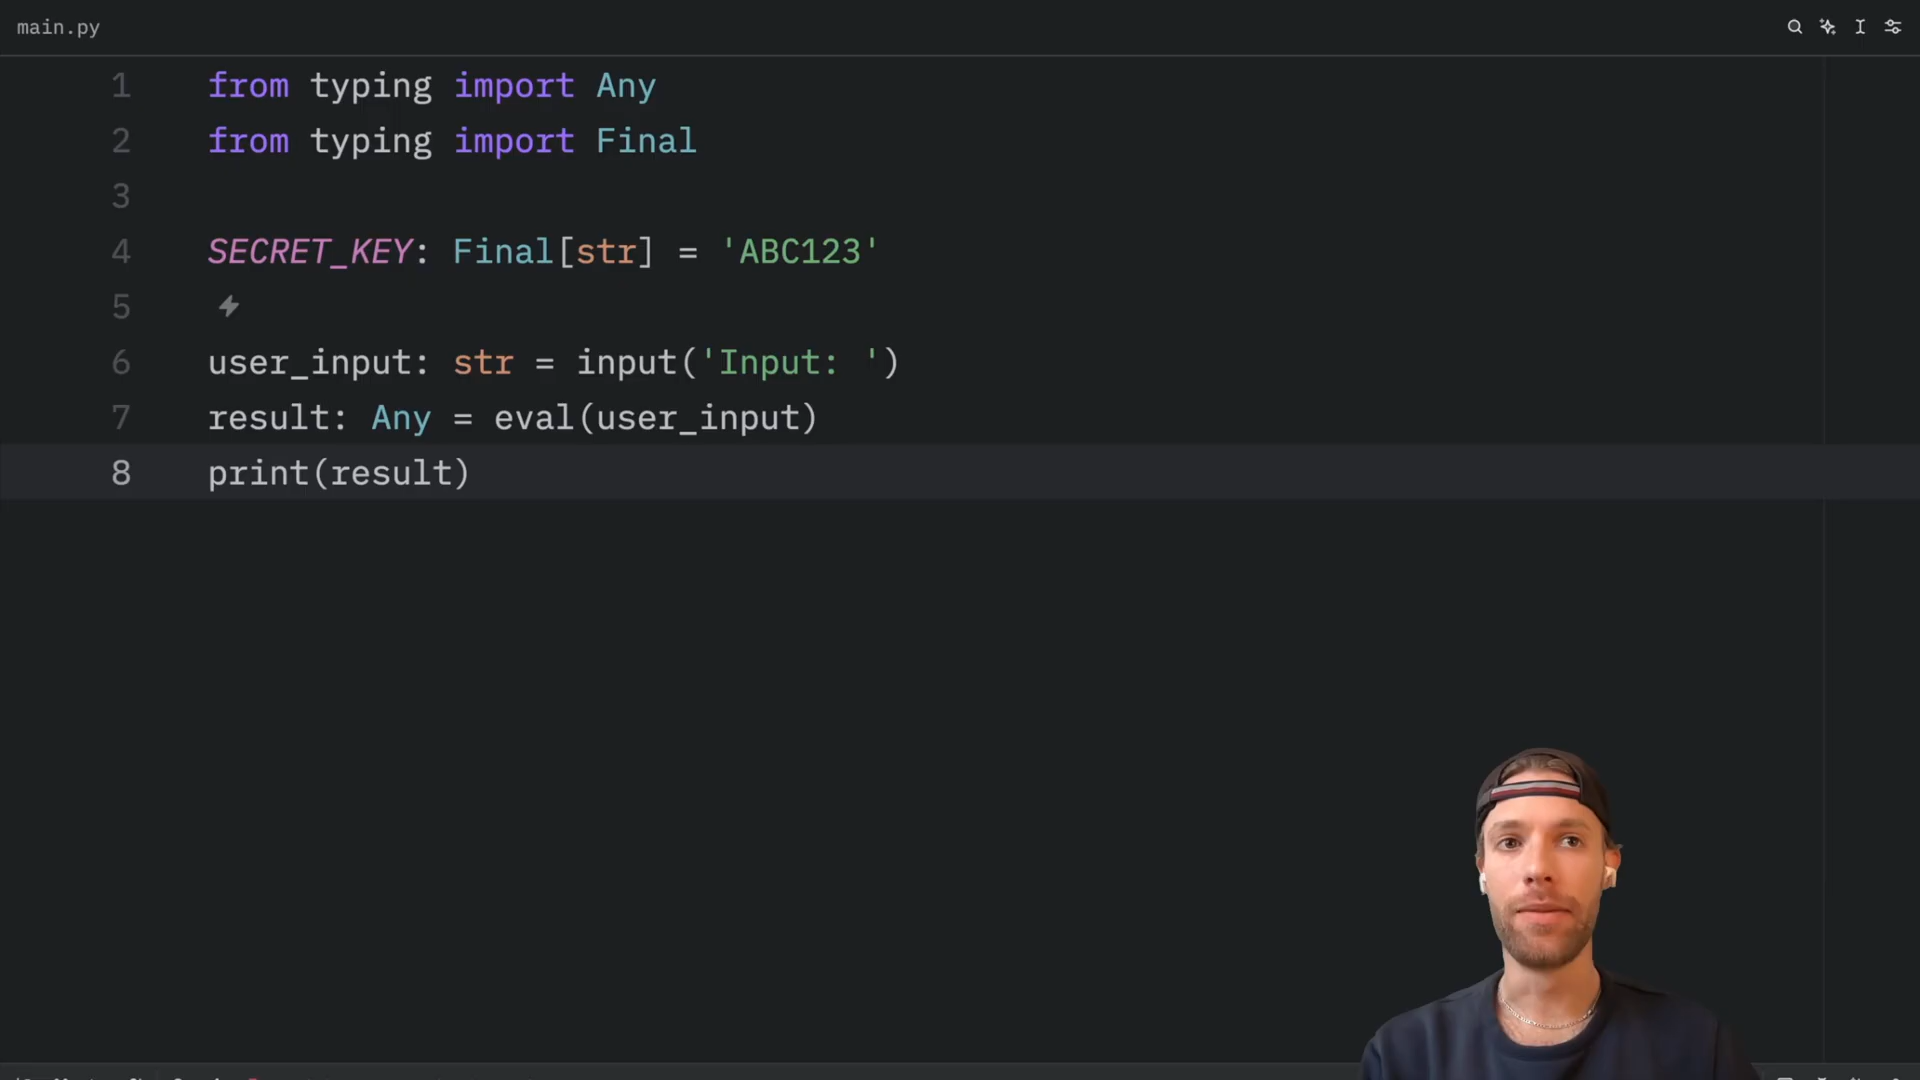 main.py
1 from typing import Any
2 from typing import Final
3
4 SECRET_KEY: Final[str] = 'ABC123'
5
6 user_input: str = input('Input: ')
7 result: Any = eval(user_input)
8 print(result)